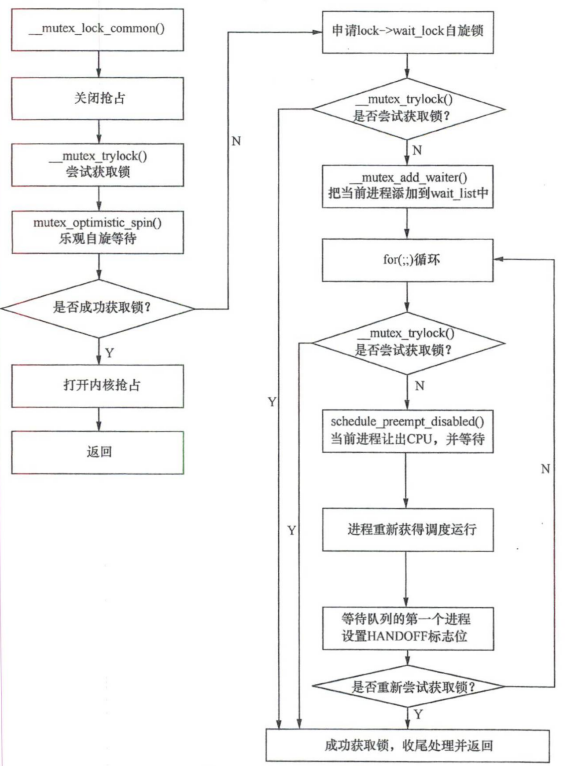 __mutex_lock_common()
关闭抢占
__mutex_trylock()
尝试获取锁
mutex_optimistic_spin()
乐观自旋等待
是否成功获取锁？
Y
打开内核抢占
返回
N
申请lock->wait_lock自旋锁
__mutex_trylock()
是否尝试获取锁？
N
__mutex_add_waiter()
把当前进程添加到wait_list中
for(;;)循环
__mutex_trylock()
是否尝试获取锁？
Y
N
schedule_preempt_disabled()
当前进程让出CPU，并等待
N
进程重新获得调度运行
Y
等待队列的第一个进程
设置HANDOFF标志位
是否重新尝试获取锁？
Y
成功获取锁，收尾处理并返回